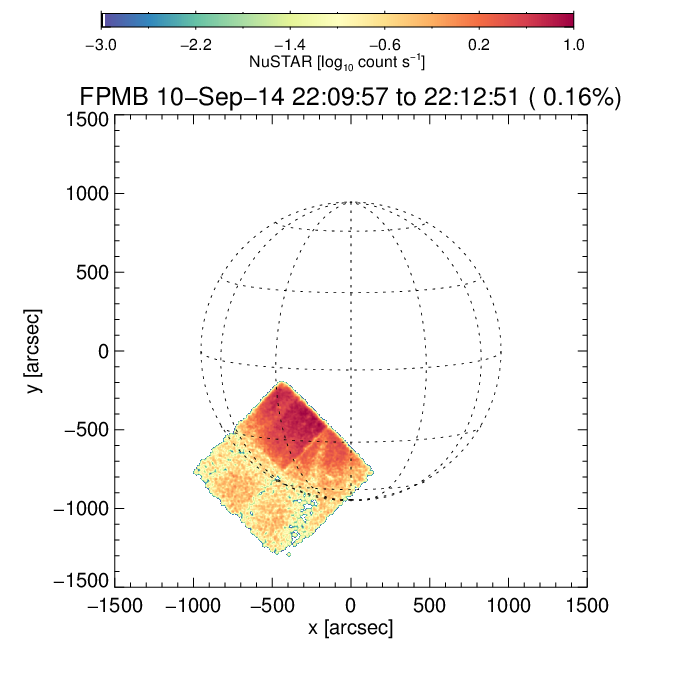 −3.0 −2.2 −1.4 −0.6 0.2 1.0
NuSTAR [log₁₀ count s⁻¹]
FPMB 10−Sep−14 22:09:57 to 22:12:51 ( 0.16%)
1500
1000
500
0
−500
−1000
−1500
y [arcsec]
−1500 −1000 −500 0 500 1000 1500
x [arcsec]